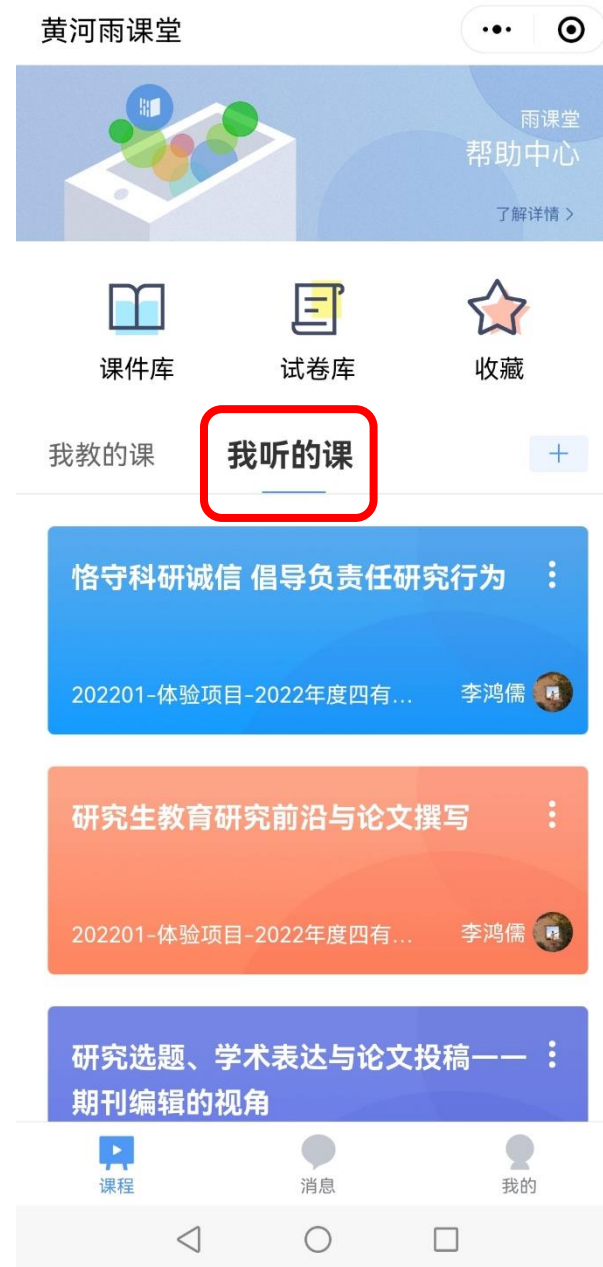 黄河雨课堂
雨课堂
帮助中心
了解详情 >
课件库
试卷库
收藏
我教的课
我听的课
恪守科研诚信 倡导负责任研究行为
202201-体验项目-2022年度四有...
李鸿儒
研究生教育研究前沿与论文撰写
202201-体验项目-2022年度四有...
李鸿儒
研究选题、学术表达与论文投稿——
期刊编辑的视角
课程
消息
我的